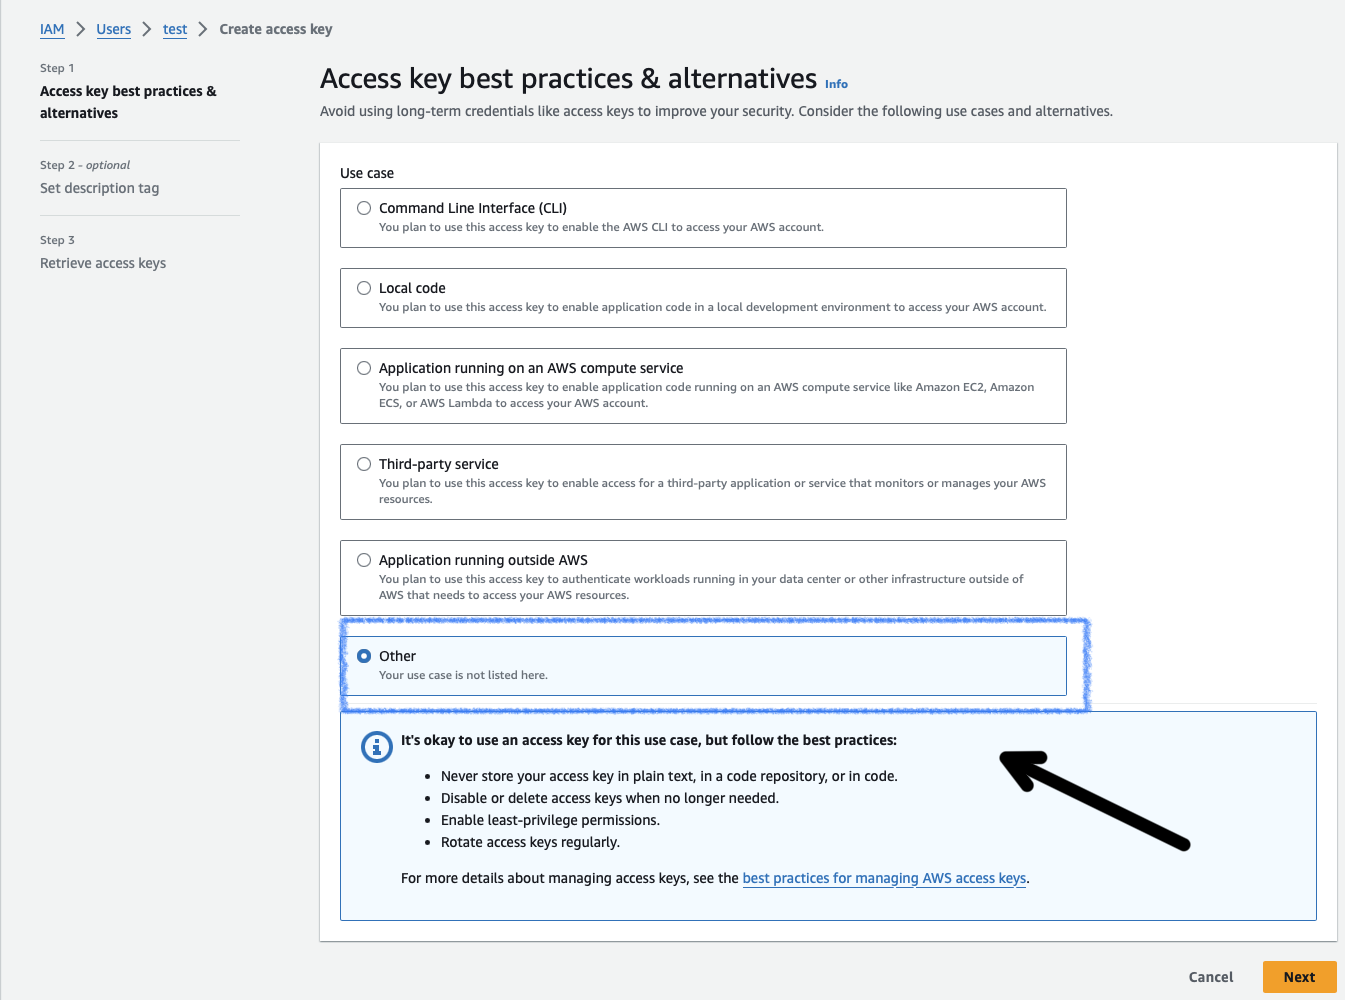 IAM > Users > test > Create access key
Step 1
Access key best practices &
alternatives
Step 2 - optional
Set description tag
Step 3
Retrieve access keys
Access key best practices & alternatives Info
Avoid using long-term credentials like access keys to improve your security. Consider the following use cases and alternatives.
Use case
Command Line Interface (CLI)
You plan to use this access key to enable the AWS CLI to access your AWS account.
Local code
You plan to use this access key to enable application code in a local development environment to access your AWS account.
Application running on an AWS compute service
You plan to use this access key to enable application code running on an AWS compute service like Amazon EC2, Amazon
ECS, or AWS Lambda to access your AWS account.
Third-party service
You plan to use this access key to enable access for a third-party application or service that monitors or manages your AWS
resources.
Application running outside AWS
You plan to use this access key to authenticate workloads running in your data center or other infrastructure outside of
AWS that needs to access your AWS resources.
Other
Your use case is not listed here.
It's okay to use an access key for this use case, but follow the best practices:
• Never store your access key in plain text, in a code repository, or in code.
• Disable or delete access keys when no longer needed.
• Enable least-privilege permissions.
• Rotate access keys regularly.
For more details about managing access keys, see the best practices for managing AWS access keys.
Cancel
Next